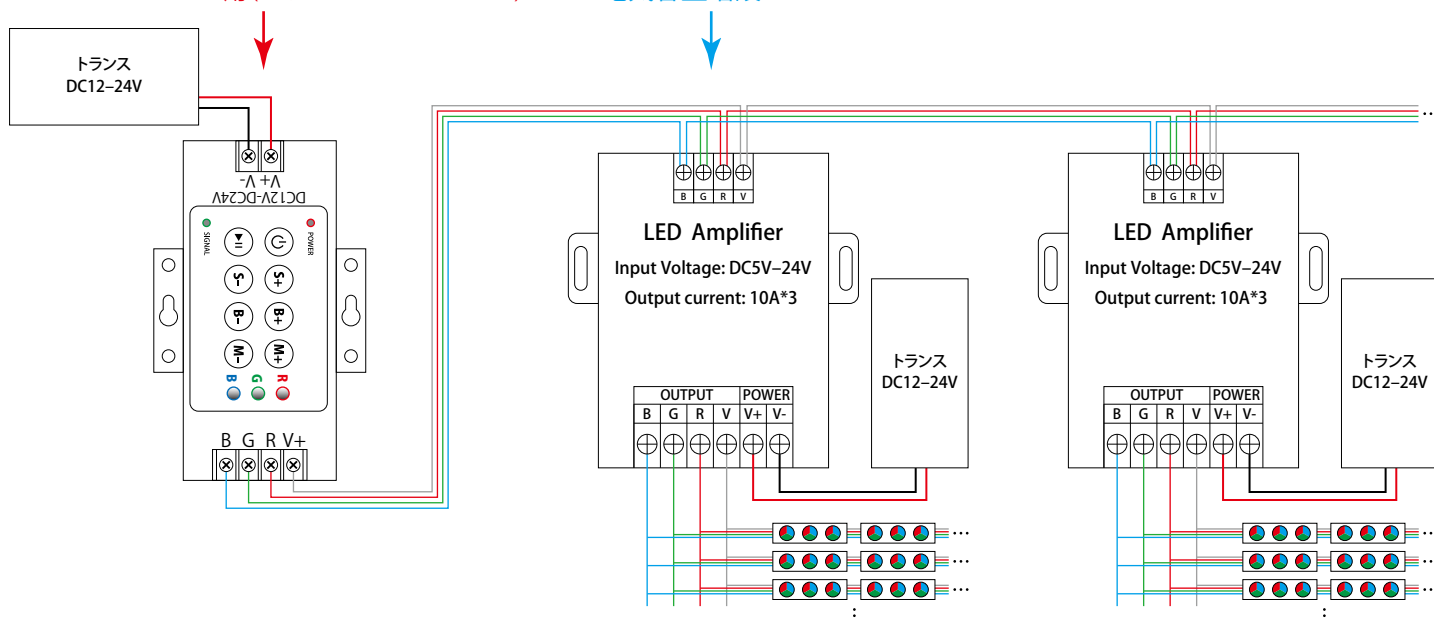 トランス
DC12–24V
V- V+
DC12V-DC24V
SIGNAL
POWER
S- S+
B- B+
M- M+
B G R
B G R V+
B G R V
LED Amplifier
Input Voltage: DC5V–24V
Output current: 10A*3
OUTPUT POWER
B G R V V+ V-
トランス
DC12–24V
B G R V
LED Amplifier
Input Voltage: DC5V–24V
Output current: 10A*3
OUTPUT POWER
B G R V V+ V-
トランス
DC12–24V